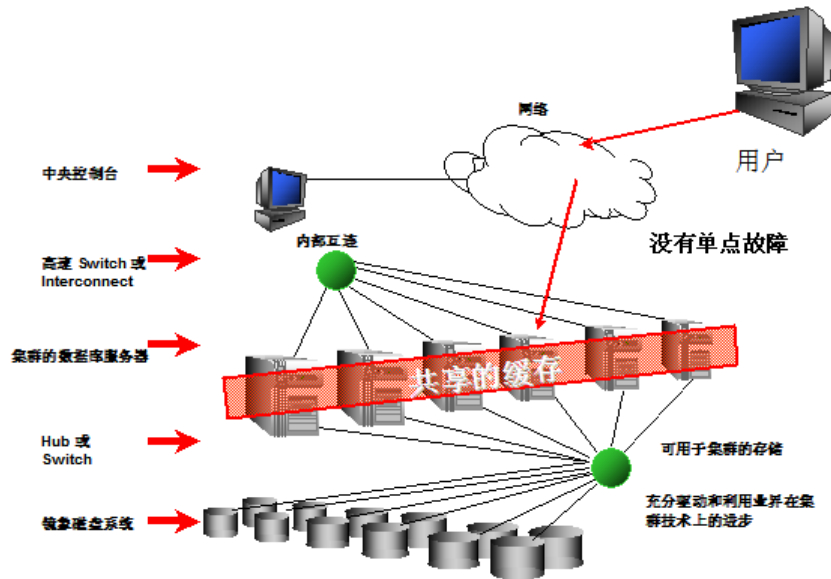 网络
用户
中央控制台
没有单点故障
内部互连
高速 Switch 或
Interconnect
集群的数据库服务器
共享的缓存
Hub 或
Switch
可用于集群的存储
镜象磁盘系统
充分驱动和利用业界在集
群技术上的进步